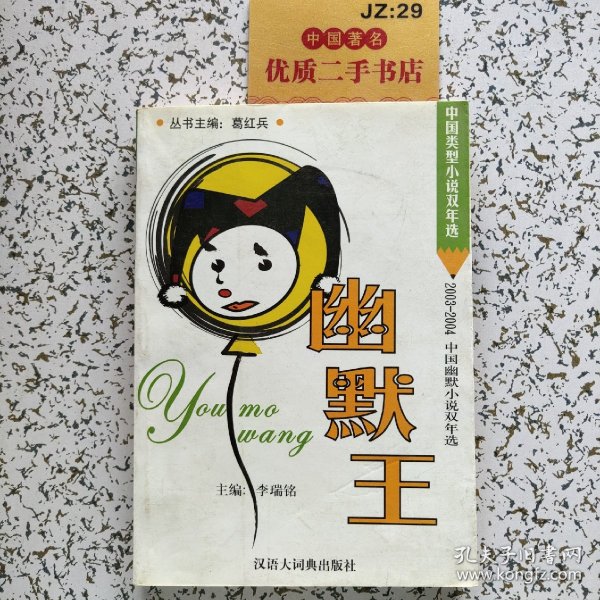 JZ:29
中国著名
优质二手书店
丛书主编：葛红兵
中国类型小说双年选
2003-2004 中国幽默小说双年选
幽默王
You mo
wang
主编：李瑞铭
汉语大词典出版社
孔夫子旧书网
www.kongfz.com